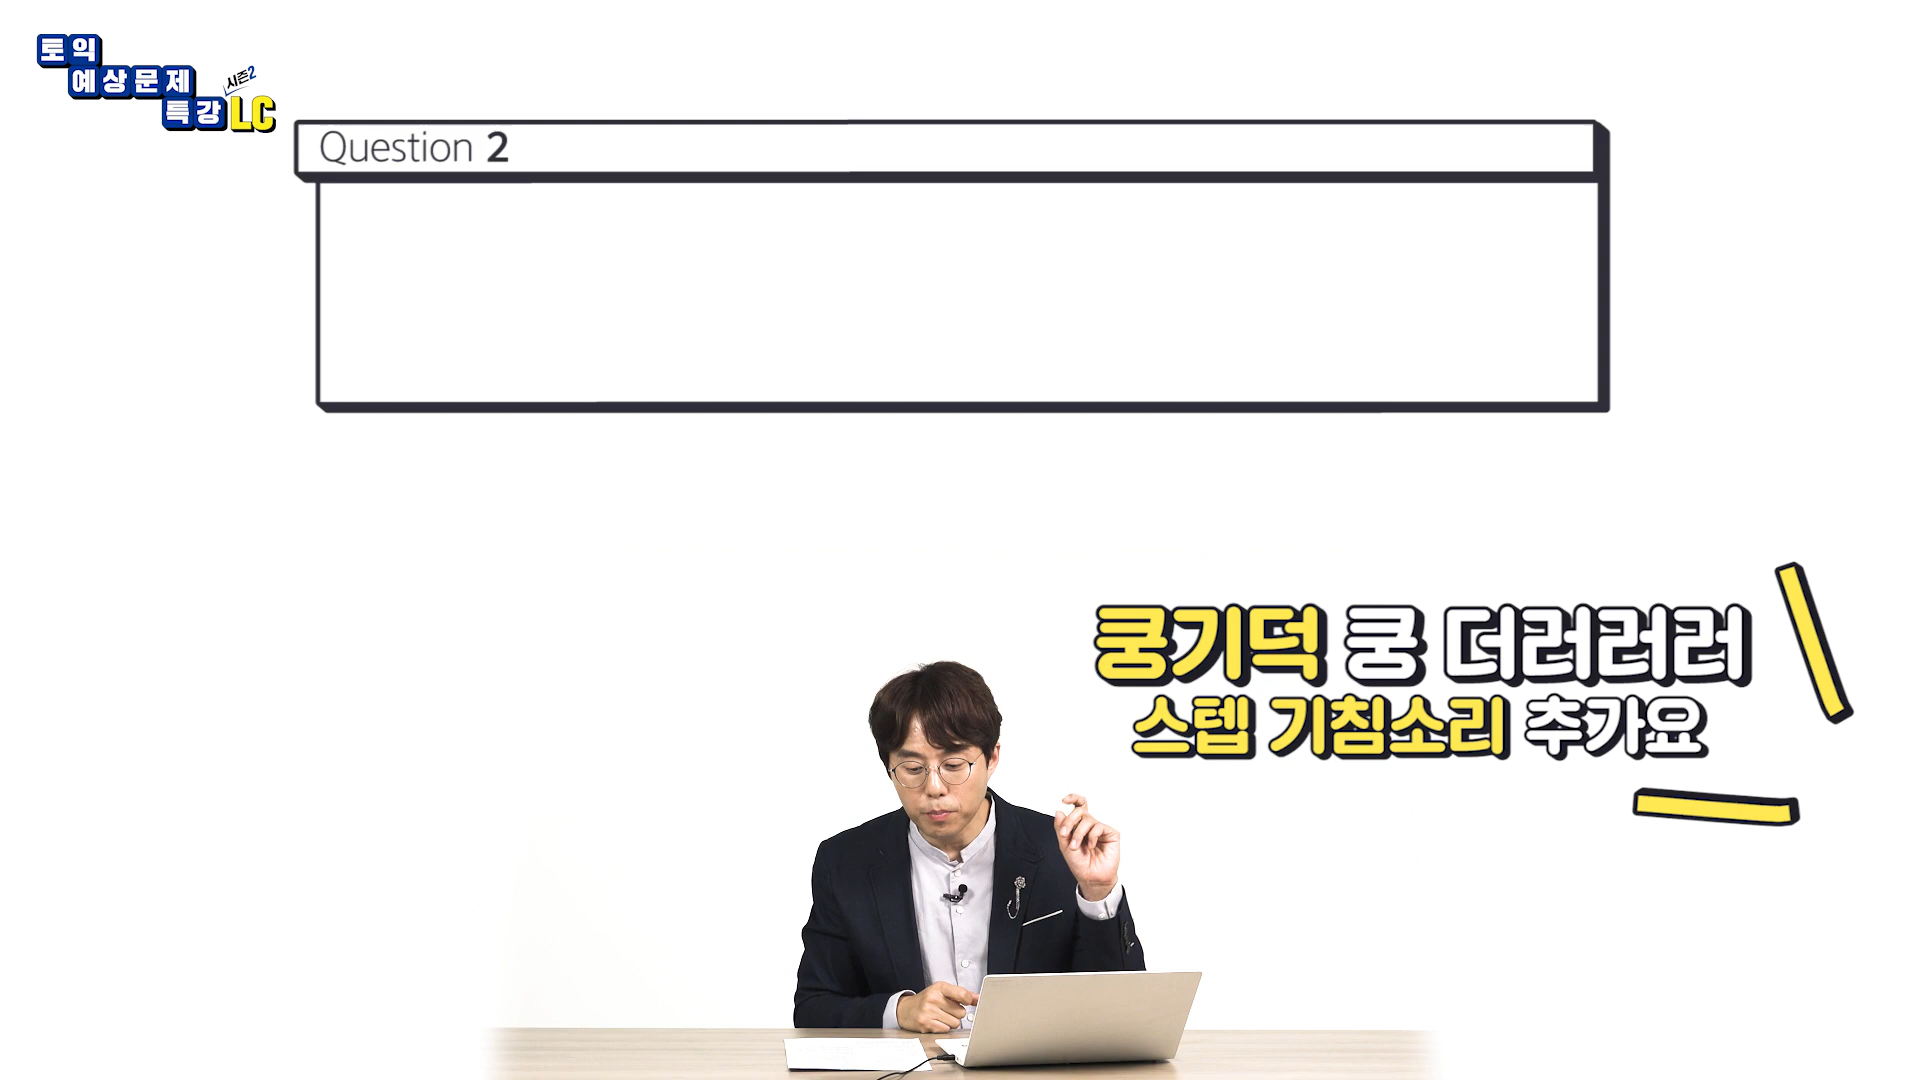 토익
예상문제
시즌2
특강 LC
Question 2
쿵기덕 쿵 더러러러
스텝 기침소리 추가요